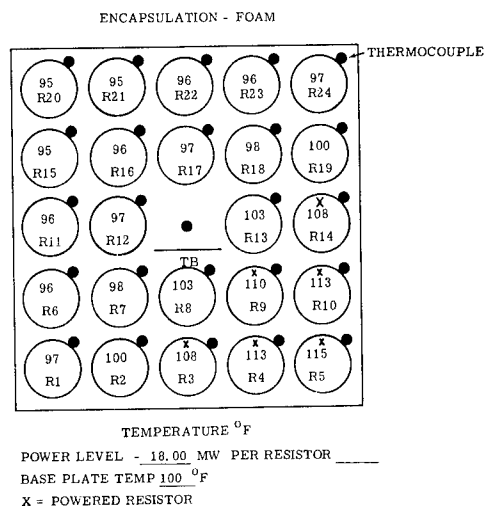 ENCAPSULATION - FOAM
THERMOCOUPLE
95 95 96 96 97
R20 R21 R22 R23 R24
95 96 97 98 100
R15 R16 R17 R18 R19
X
96 97 103 108
R11 R12 R13 R14
TB
X X
96 98 103 110 113
R6 R7 R8 R9 R10
X X X
97 100 108 113 115
R1 R2 R3 R4 R5
TEMPERATURE °F
POWER LEVEL - 18.00 MW PER RESISTOR
BASE PLATE TEMP 100 °F
X = POWERED RESISTOR